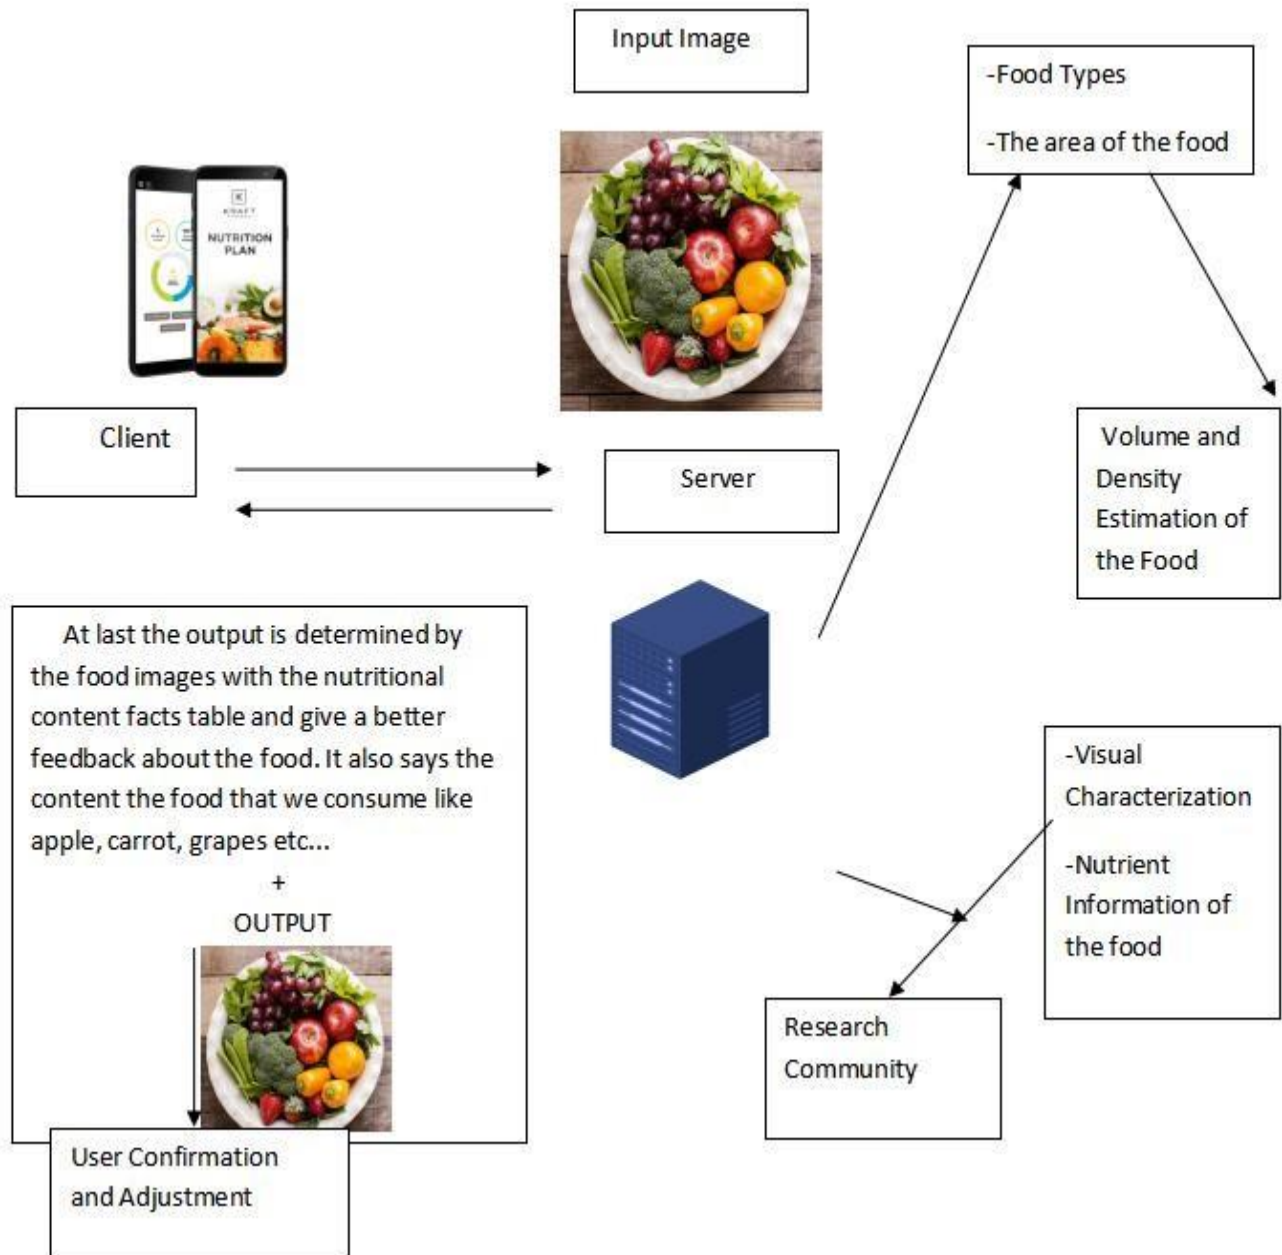 Input Image
-Food Types
-The area of the food
KRAFT
NUTRITION
PLAN
Client
Server
Volume and
Density
Estimation of
the Food
At last the output is determined by
the food images with the nutritional
content facts table and give a better
feedback about the food. It also says the
content the food that we consume like
apple, carrot, grapes etc...
+
OUTPUT
User Confirmation
and Adjustment
-Visual
Characterization
-Nutrient
Information of
the food
Research
Community